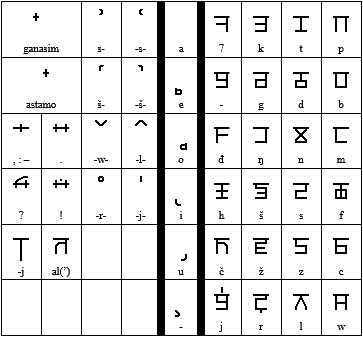 ganasim s- -s- a 7 k t p
astamo š- -š- e - g d b
, : – . -w- -l- o đ ŋ n m
? ! -r- -j- i h š s f
-j al(’) u č ž z c
- j r l w